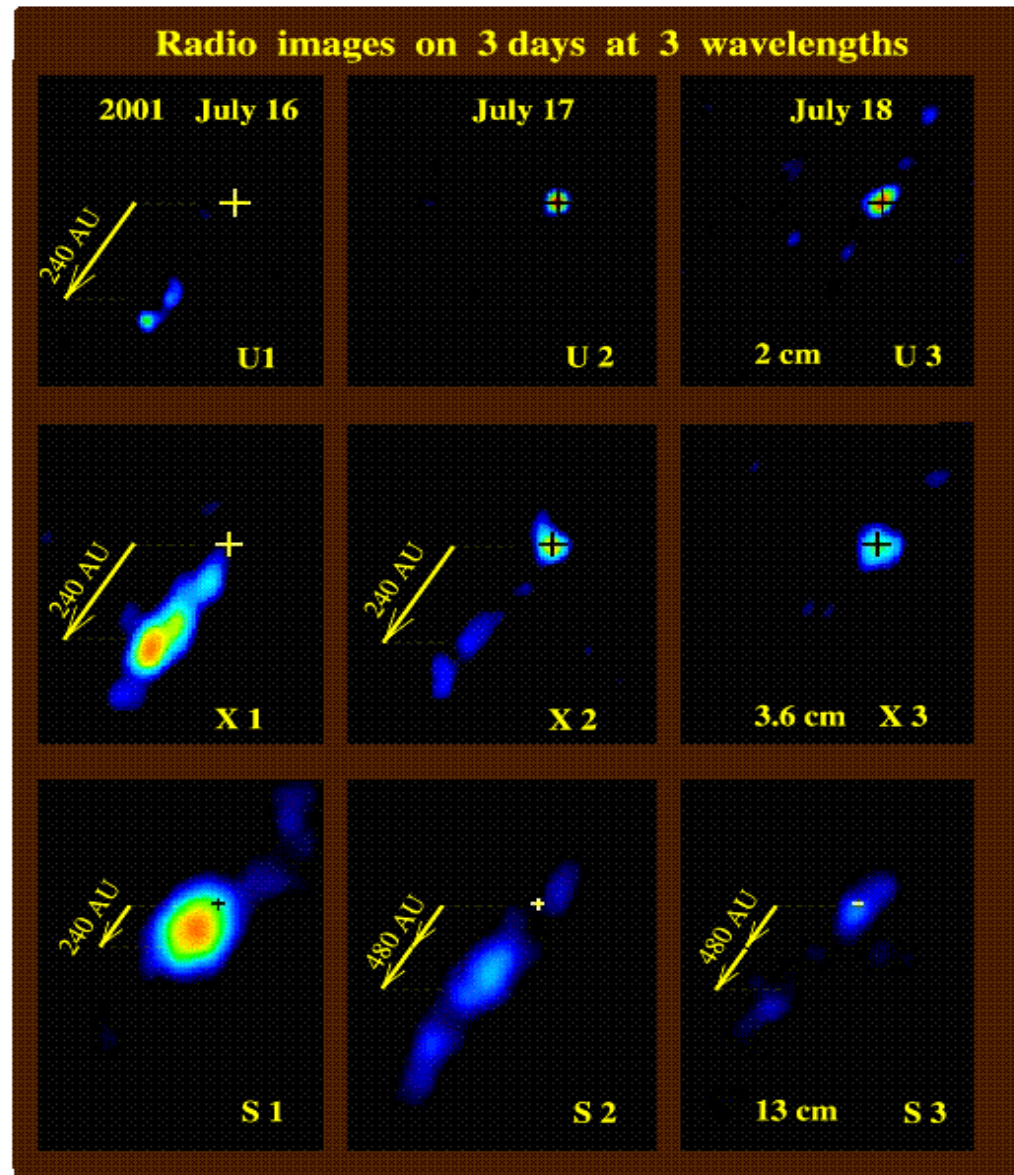 Radio images on 3 days at 3 wavelengths
2001 July 16
July 17
July 18
240 AU
U1
U 2
2 cm U 3
240 AU
X 1
240 AU
X 2
3.6 cm X 3
240 AU
S 1
480 AU
S 2
480 AU
13 cm S 3